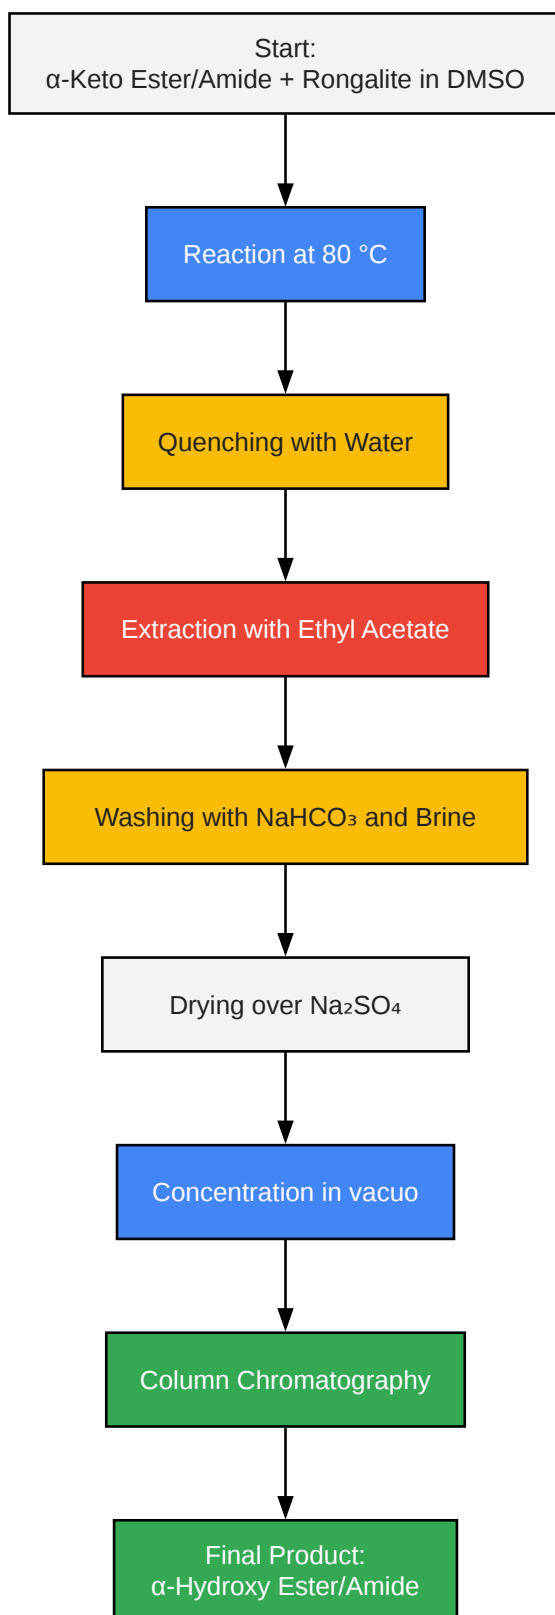 Start:
α-Keto Ester/Amide + Rongalite in DMSO
Reaction at 80 °C
Quenching with Water
Extraction with Ethyl Acetate
Washing with NaHCO₃ and Brine
Drying over Na₂SO₄
Concentration in vacuo
Column Chromatography
Final Product:
α-Hydroxy Ester/Amide